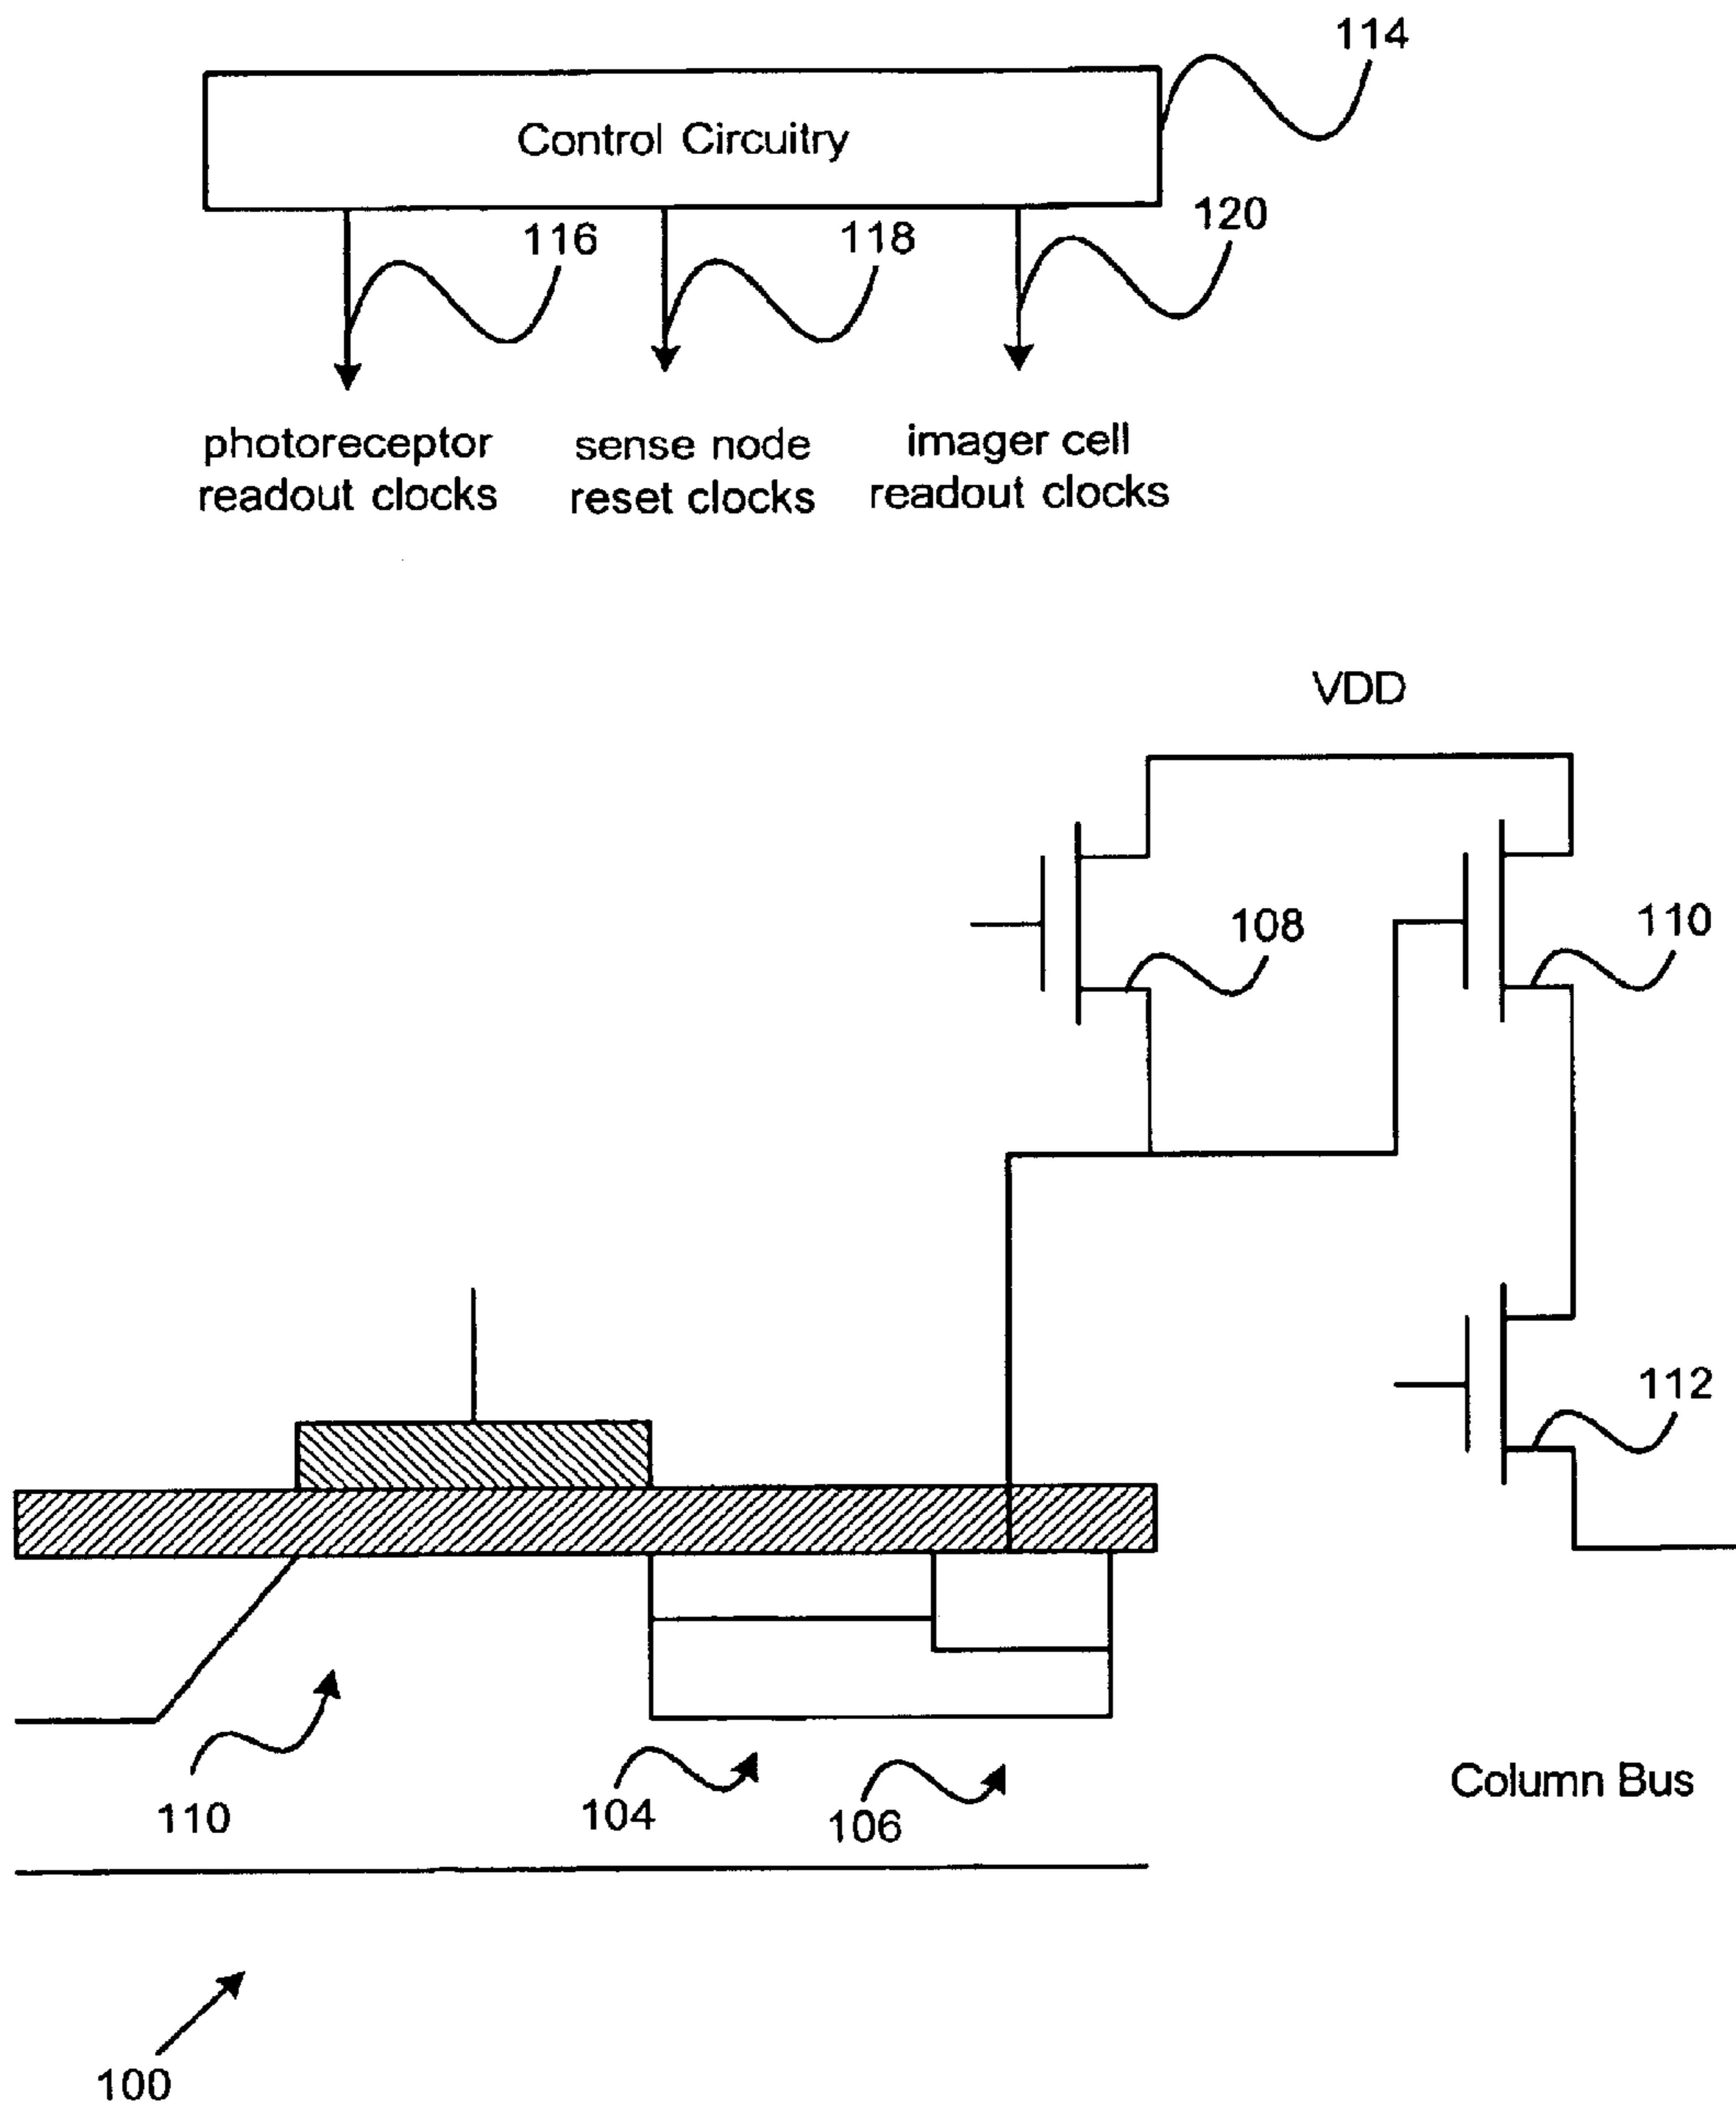 114
Control Circuitry
116
118
120
photoreceptor
readout clocks
sense node
reset clocks
imager cell
readout clocks
VDD
108
110
112
110
104
106
Column Bus
100